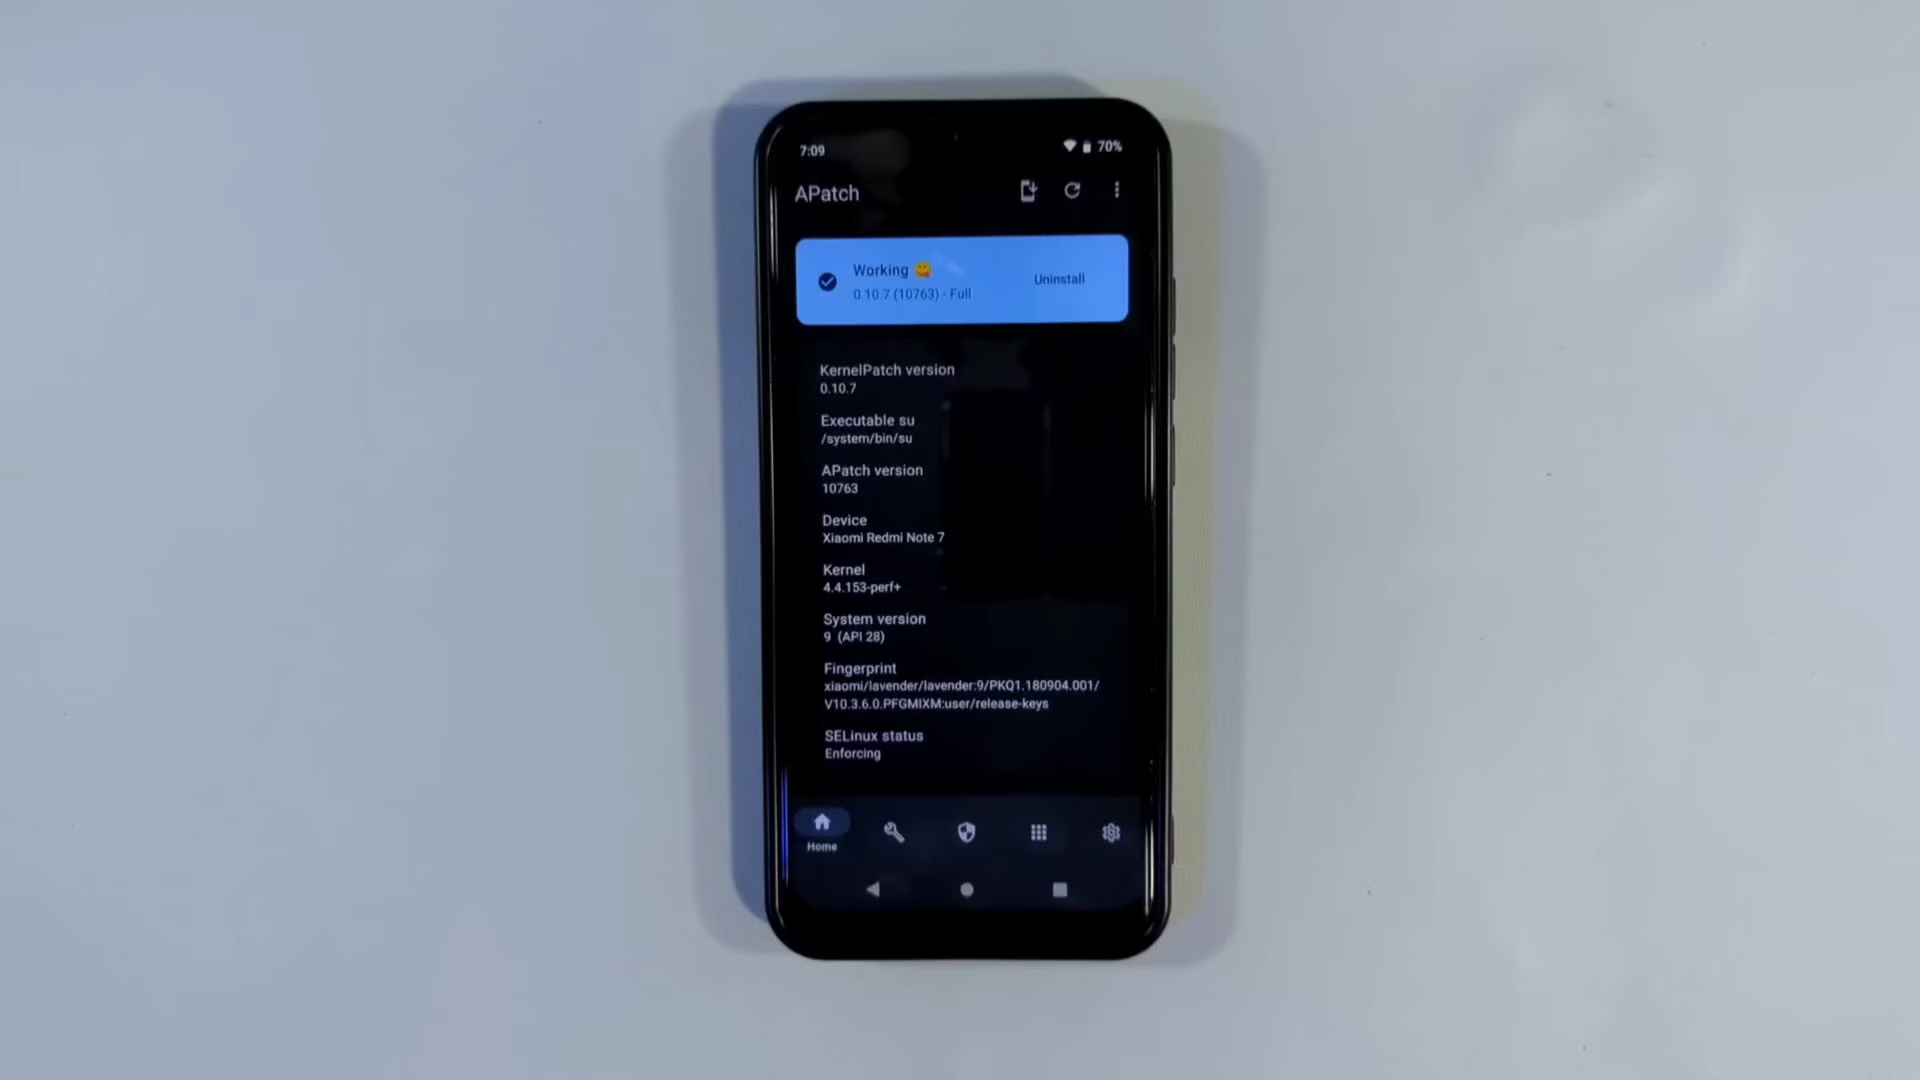 7:09
70%
APatch
Working 😋
0.10.7 (10763) - Full
Uninstall
KernelPatch version
0.10.7
Executable su
/system/bin/su
APatch version
10763
Device
Xiaomi Redmi Note 7
Kernel
4.4.153-perf+
System version
9 (API 28)
Fingerprint
xiaomi/lavender/lavender:9/PKQ1.180904.001/
V10.3.6.0.PFGMIXM:user/release-keys
SELinux status
Enforcing
Home